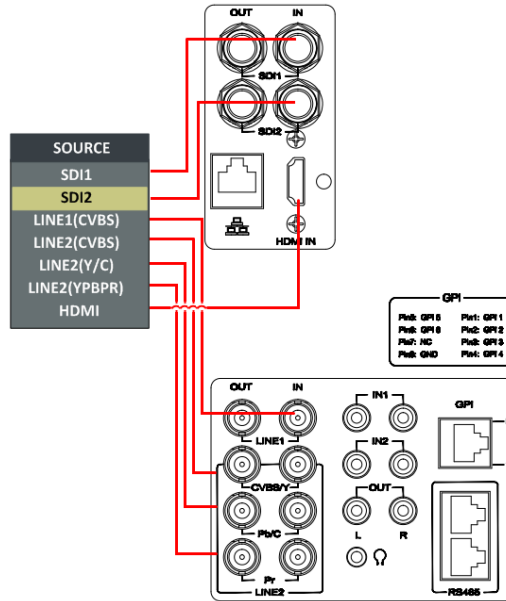 OUT IN
SDI1
SDI2
HDMI IN
SOURCE
SDI1
SDI2
LINE1(CVBS)
LINE2(CVBS)
LINE2(Y/C)
LINE2(YPBPR)
HDMI
GPI
Pin5: GPI 5 Pin1: GPI 1
Pin6: GPI 6 Pin2: GPI 2
Pin7: NC Pin3: GPI 3
Pin8: GND Pin4: GPI 4
OUT IN
LINE1
CVBS/Y
Pb/C
Pr
LINE2
IN1
IN2
OUT
L R
GPI
RS485